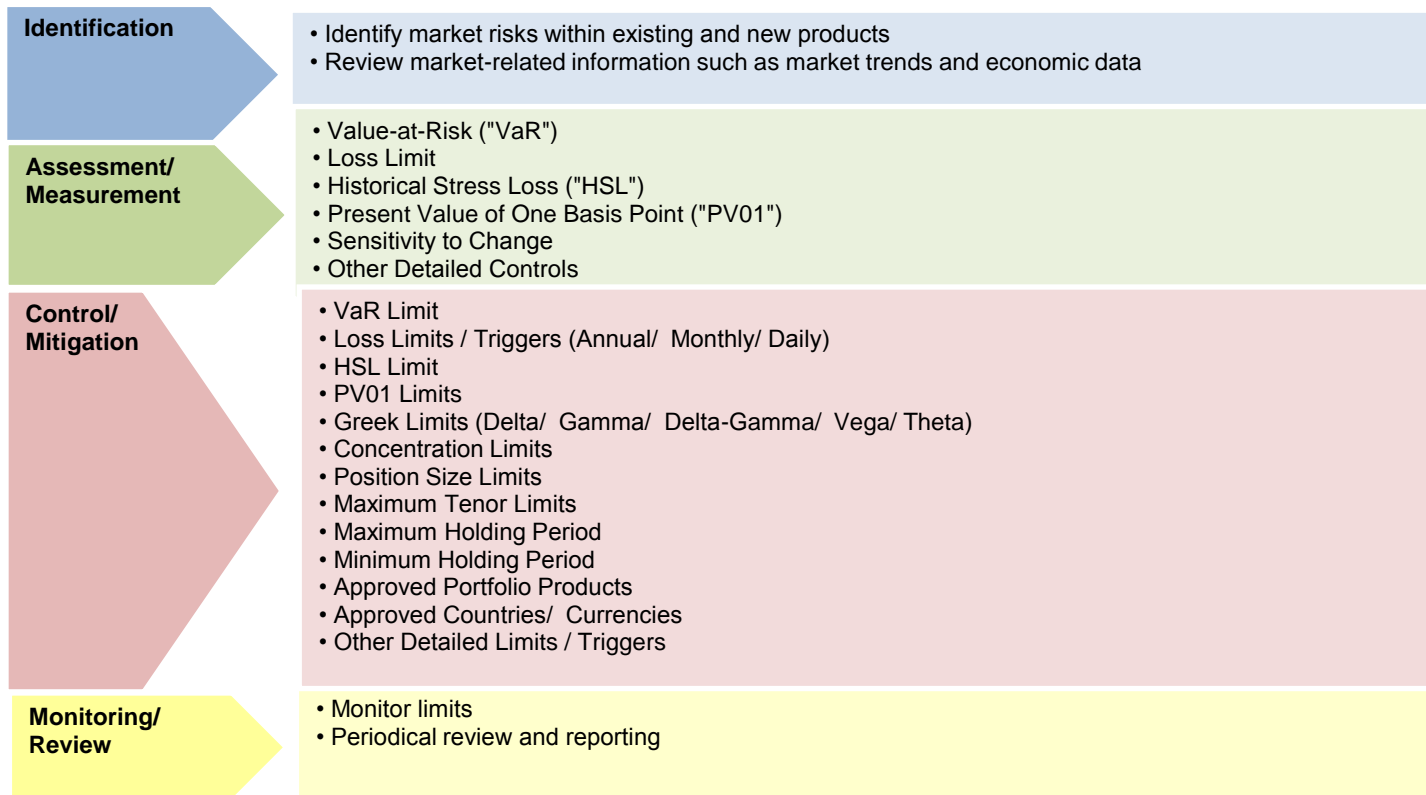 Identification
• Identify market risks within existing and new products
• Review market-related information such as market trends and economic data
Assessment/
Measurement
• Value-at-Risk ("VaR")
• Loss Limit
• Historical Stress Loss ("HSL")
• Present Value of One Basis Point ("PV01")
• Sensitivity to Change
• Other Detailed Controls
Control/
Mitigation
• VaR Limit
• Loss Limits / Triggers (Annual/ Monthly/ Daily)
• HSL Limit
• PV01 Limits
• Greek Limits (Delta/ Gamma/ Delta-Gamma/ Vega/ Theta)
• Concentration Limits
• Position Size Limits
• Maximum Tenor Limits
• Maximum Holding Period
• Minimum Holding Period
• Approved Portfolio Products
• Approved Countries/ Currencies
• Other Detailed Limits / Triggers
Monitoring/
Review
• Monitor limits
• Periodical review and reporting